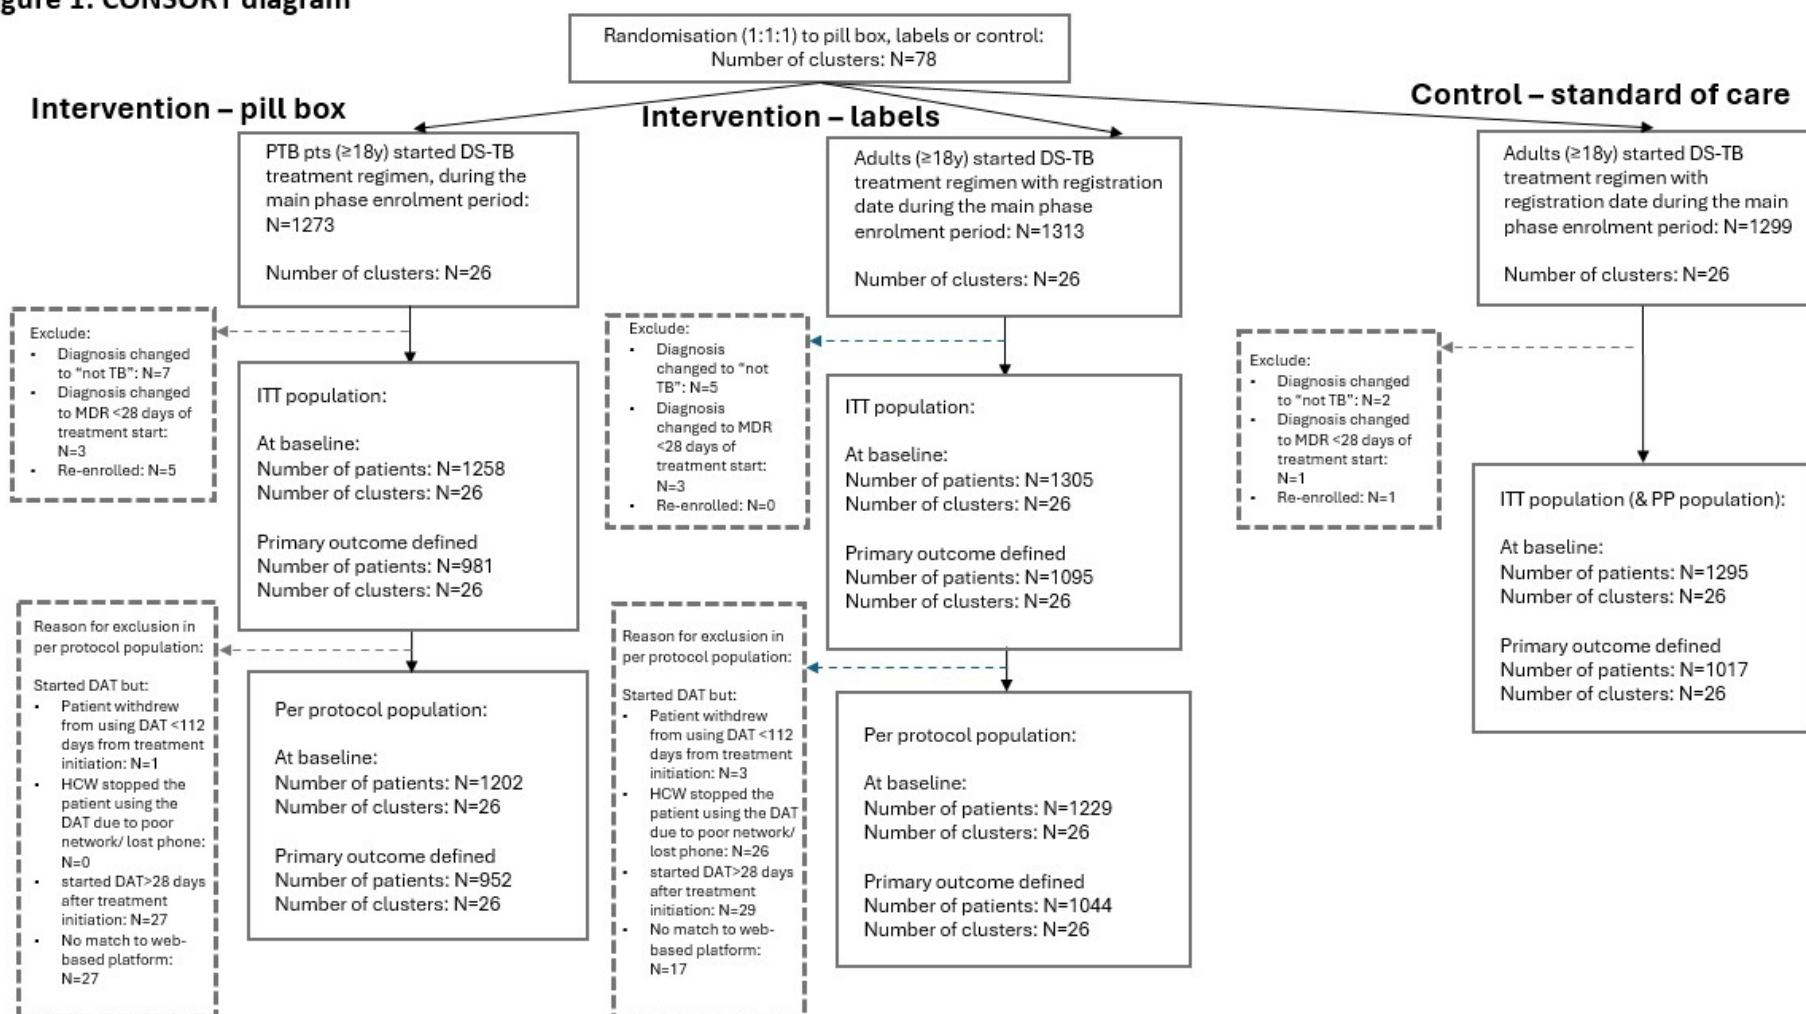 gure 1: CONSORT diagram
Randomisation (1:1:1) to pill box, labels or control:
Number of clusters: N=78
Intervention – pill box
PTB pts (≥18y) started DS-TB
treatment regimen, during the
main phase enrolment period:
N=1273
Number of clusters: N=26
Exclude:
▪ Diagnosis changed
to “not TB”: N=7
▪ Diagnosis changed
to MDR <28 days of
treatment start:
N=3
▪ Re-enrolled: N=5
ITT population:
At baseline:
Number of patients: N=1258
Number of clusters: N=26
Primary outcome defined
Number of patients: N=981
Number of clusters: N=26
Reason for exclusion in
per protocol population:
Started DAT but:
▪ Patient withdrew
from using DAT <112
days from treatment
initiation: N=1
▪ HCW stopped the
patient using the
DAT due to poor
network/ lost phone:
N=0
▪ started DAT>28 days
after treatment
initiation: N=27
▪ No match to web-
based platform:
N=27
Per protocol population:
At baseline:
Number of patients: N=1202
Number of clusters: N=26
Primary outcome defined
Number of patients: N=952
Number of clusters: N=26
Intervention – labels
Adults (≥18y) started DS-TB
treatment regimen with registration
date during the main phase
enrolment period: N=1313
Number of clusters: N=26
Exclude:
▪ Diagnosis
changed to “not
TB”: N=5
▪ Diagnosis
changed to MDR
<28 days of
treatment start:
N=3
▪ Re-enrolled: N=0
ITT population:
At baseline:
Number of patients: N=1305
Number of clusters: N=26
Primary outcome defined
Number of patients: N=1095
Number of clusters: N=26
Reason for exclusion in
per protocol population:
Started DAT but:
▪ Patient withdrew
from using DAT <112
days from treatment
initiation: N=3
▪ HCW stopped the
patient using the DAT
due to poor network/
lost phone: N=26
▪ started DAT>28 days
after treatment
initiation: N=29
▪ No match to web-
based platform:
N=17
Per protocol population:
At baseline:
Number of patients: N=1229
Number of clusters: N=26
Primary outcome defined
Number of patients: N=1044
Number of clusters: N=26
Control – standard of care
Adults (≥18y) started DS-TB
treatment regimen with
registration date during the main
phase enrolment period: N=1299
Number of clusters: N=26
Exclude:
▪ Diagnosis changed
to “not TB”: N=2
▪ Diagnosis changed
to MDR <28 days of
treatment start:
N=1
▪ Re-enrolled: N=1
ITT population (& PP population):
At baseline:
Number of patients: N=1295
Number of clusters: N=26
Primary outcome defined
Number of patients: N=1017
Number of clusters: N=26